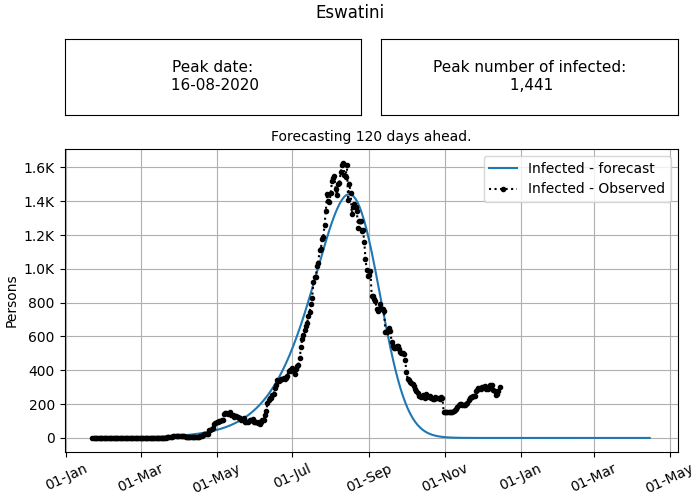 Eswatini
Peak date:
16-08-2020
Peak number of infected:
1,441
Forecasting 120 days ahead.
Infected - forecast
Infected - Observed
Persons
1.6K
1.4K
1.2K
1.0K
800
600
400
200
0
01-Jan
01-Mar
01-May
01-Jul
01-Sep
01-Nov
01-Jan
01-Mar
01-May